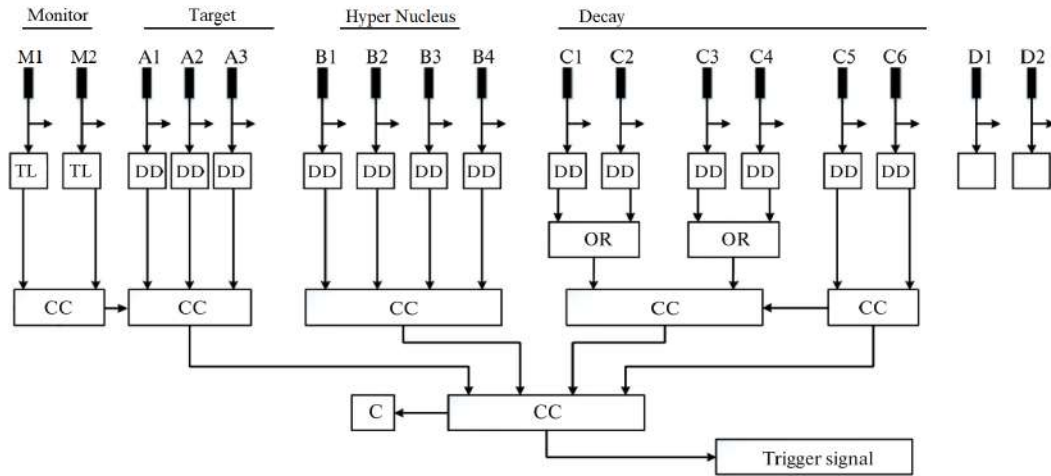 Monitor Target Hyper Nucleus Decay
M1 M2 A1 A2 A3 B1 B2 B3 B4 C1 C2 C3 C4 C5 C6 D1 D2
TL TL DD DD DD DD DD DD DD DD DD DD DD DD DD
OR OR
CC CC CC CC CC
C CC
Trigger signal